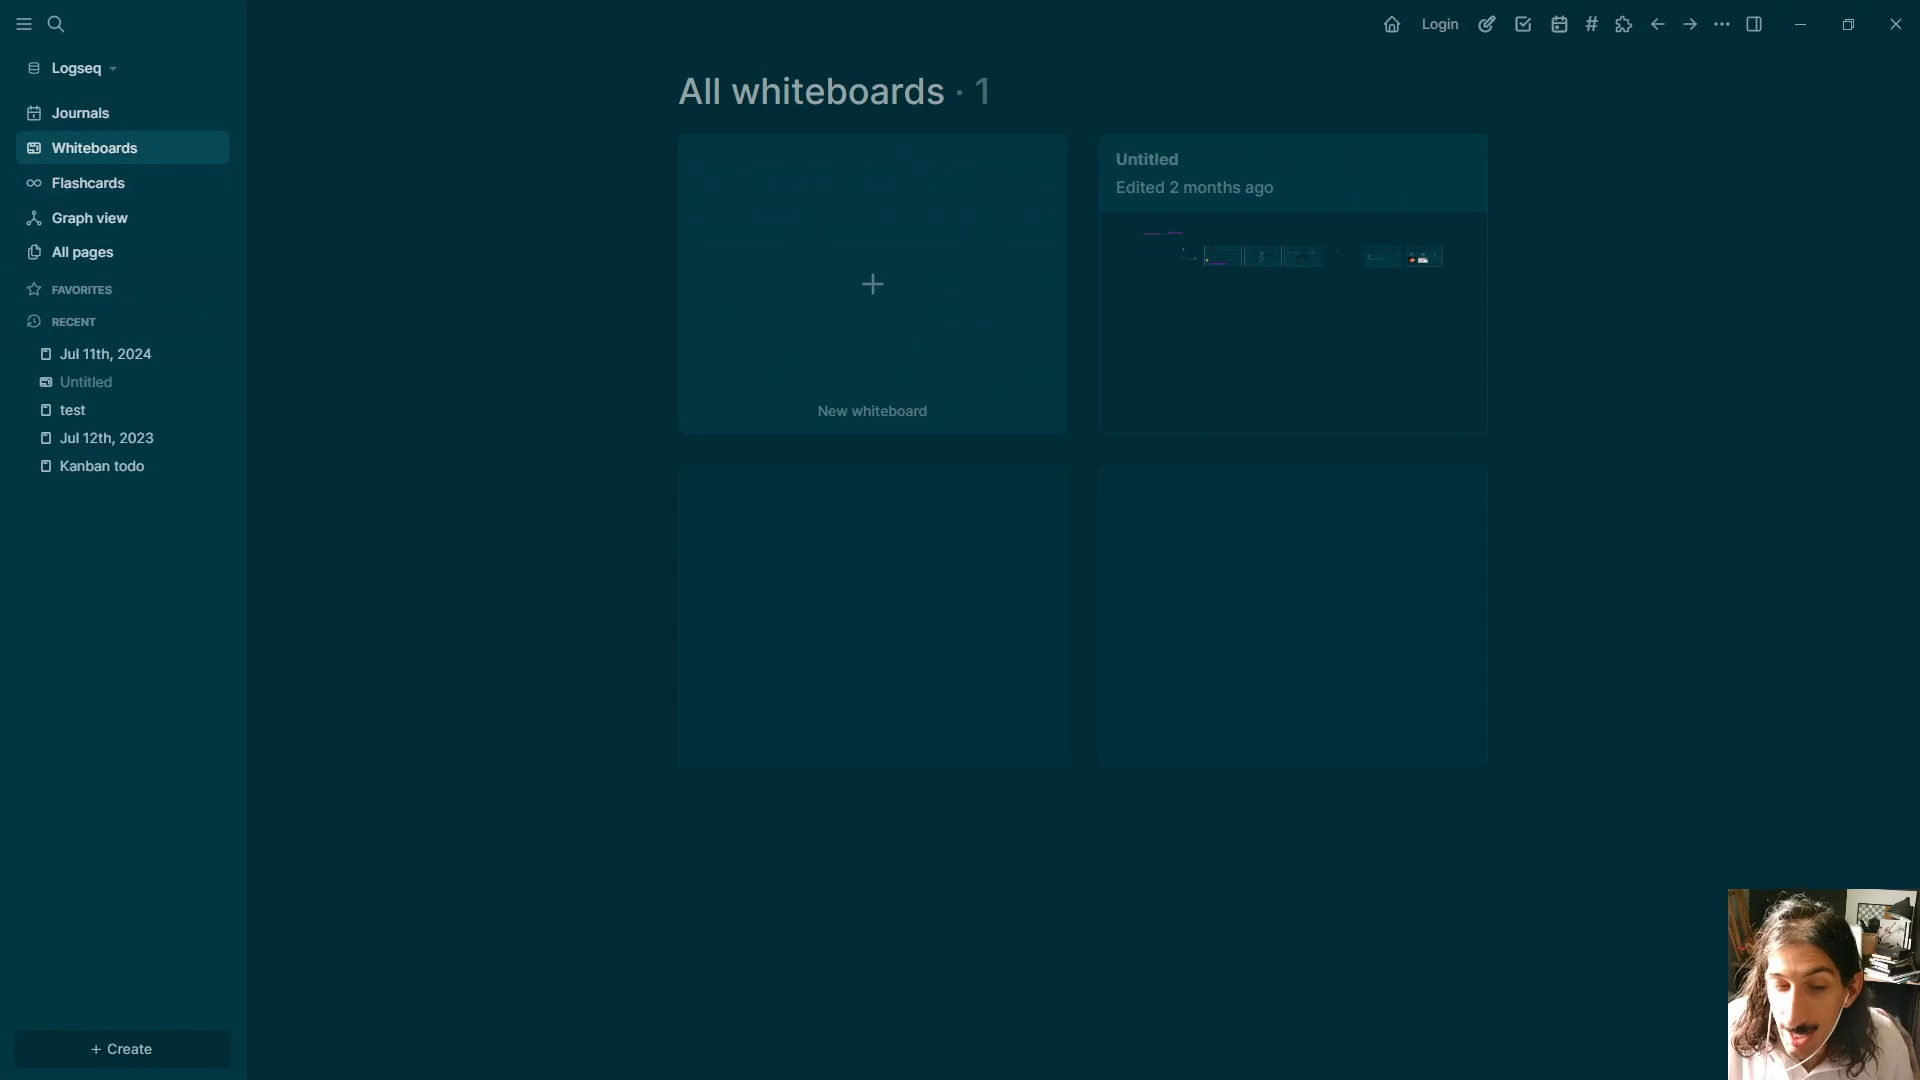 Logseq
Journals
Whiteboards
Flashcards
Graph view
All pages
FAVORITES
RECENT
Jul 11th, 2024
Untitled
test
Jul 12th, 2023
Kanban todo
+ Create
Login
All whiteboards · 1
New whiteboard
Untitled
Edited 2 months ago